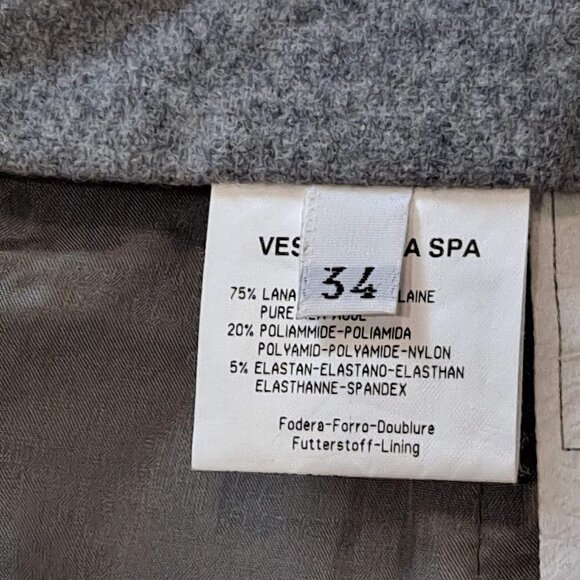 VES A SPA
34
75% LANA LAINE
PURE
20% POLIAMMIDE-POLIAMIDA
POLYAMID-POLYAMIDE-NYLON
5% ELASTAN-ELASTANO-ELASTHAN
ELASTHANNE-SPANDEX
Fodera-Forro-Doublure
Futterstoff-Lining